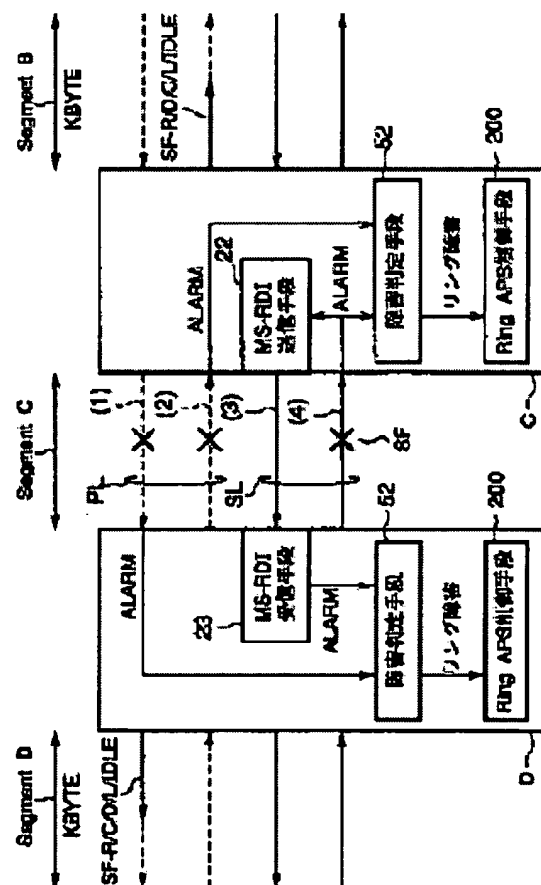 Segment D
KBYTE
Segment C
Segment B
KBYTE
SF-R/C/D/L/IDLE
SF-R/D/C/L/IDLE
ALARM
PL
(1)
(2)
ALARM
22
23
MS-RDI
受信手段
SL
(3)
MS-RDI
送信手段
ALARM
(4)
ALARM
SF
52
障害判定手段
52
障害判定手段
リング障害
リング障害
200
Ring APS制御手段
200
Ring APS制御手段
D
C